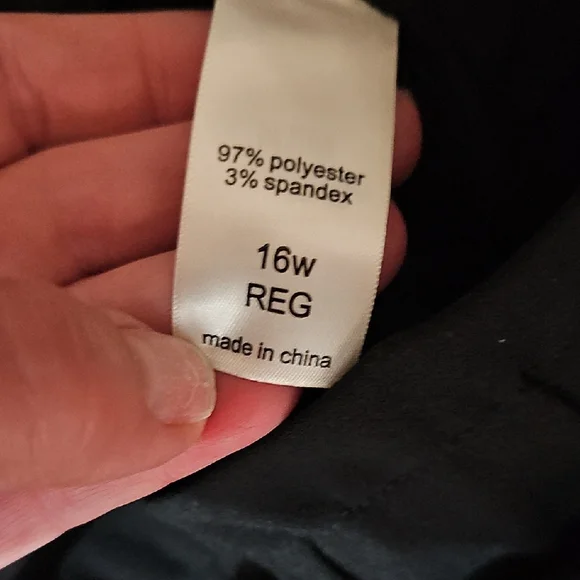 97% polyester
3% spandex
16w
REG
made in china